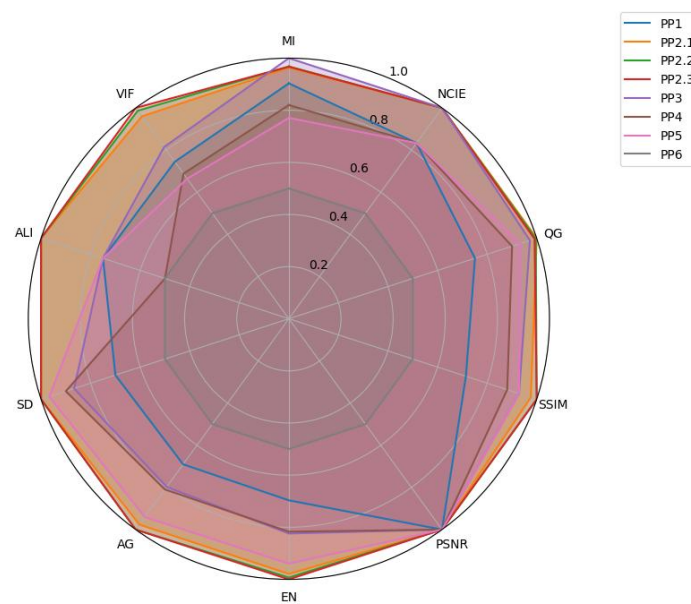 MI
NCIE
QG
SSIM
PSNR
EN
AG
SD
ALI
VIF
1.0
0.8
0.6
0.4
0.2
PP1
PP2.1
PP2.2
PP2.3
PP3
PP4
PP5
PP6